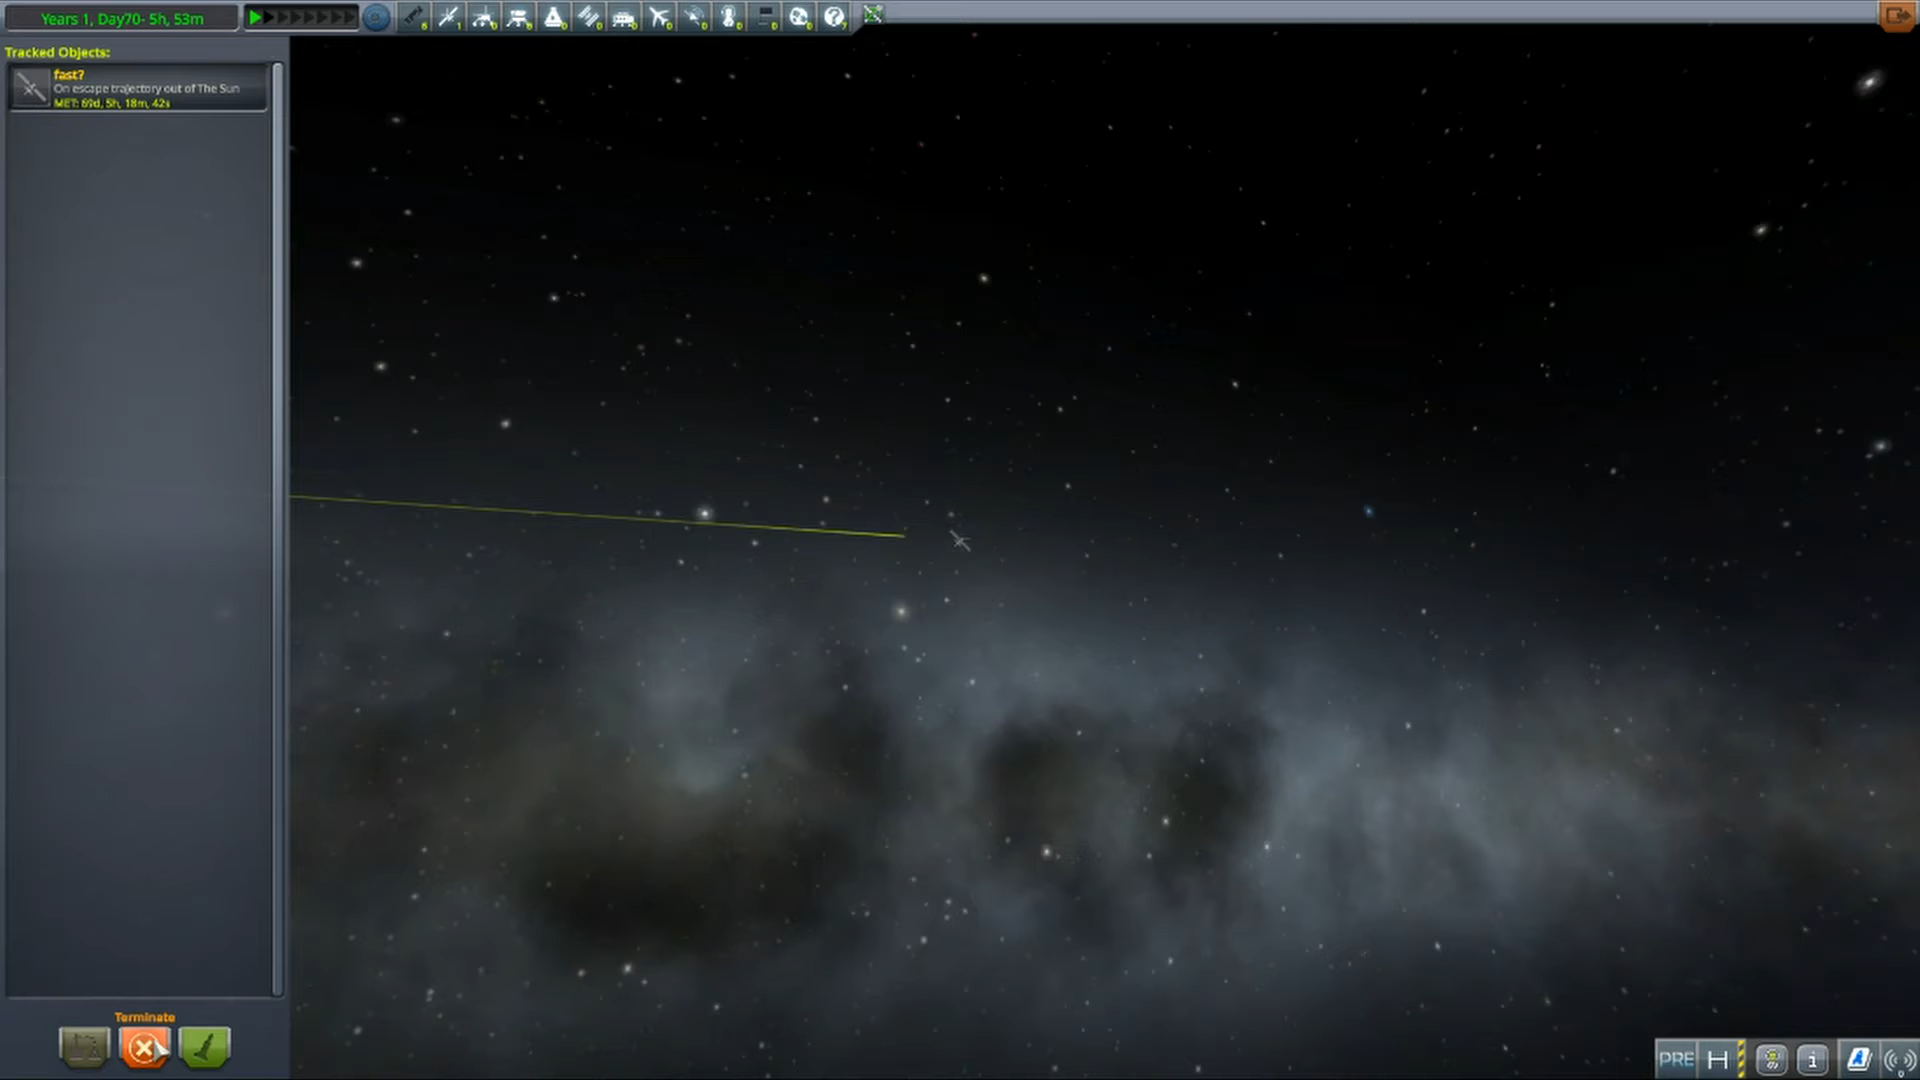 Years 1, Day70- 5h, 53m
Tracked Objects:
fast?
On escape trajectory out of The Sun
MET: 69d, 5h, 18m, 42s
Terminate
PRE